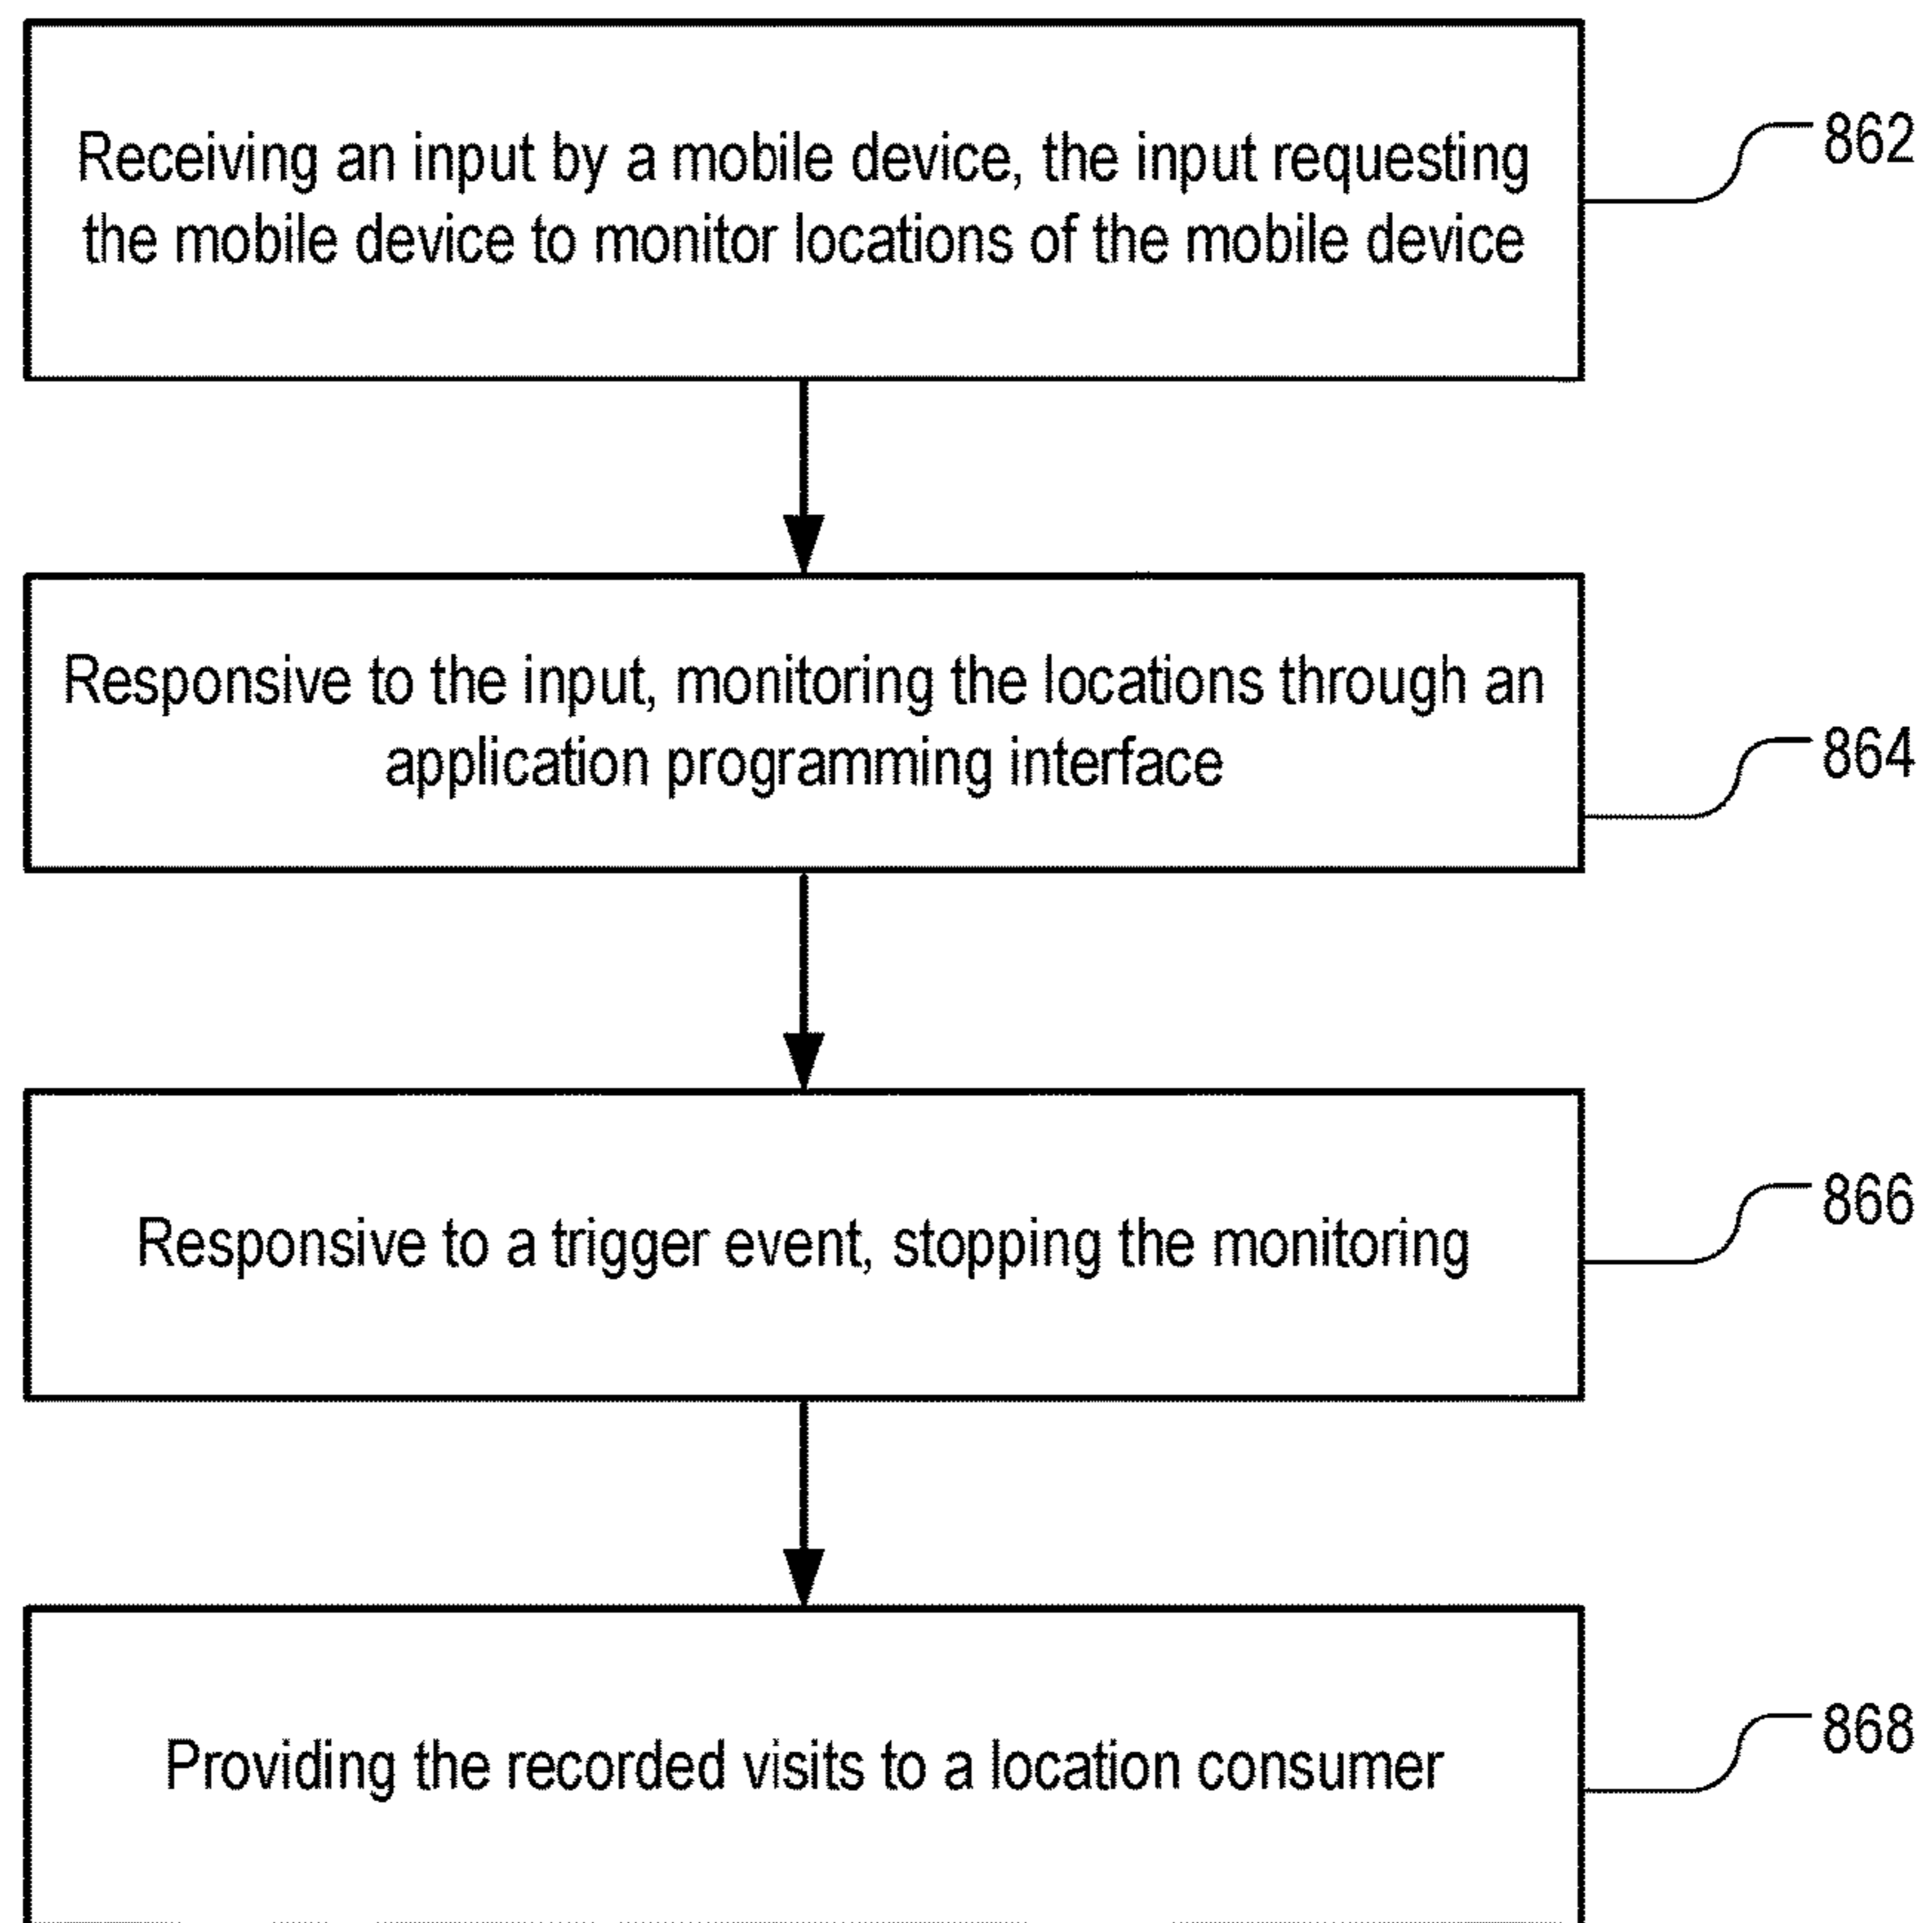 Receiving an input by a mobile device, the input requesting
the mobile device to monitor locations of the mobile device
862
Responsive to the input, monitoring the locations through an
application programming interface
864
Responsive to a trigger event, stopping the monitoring
866
Providing the recorded visits to a location consumer
868